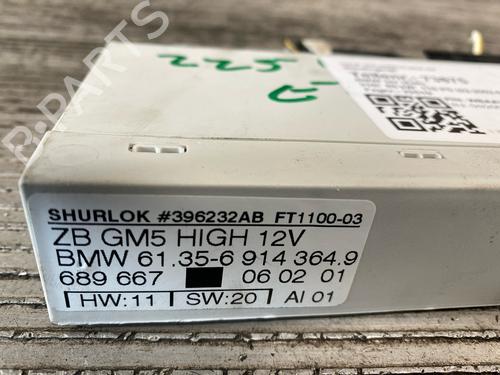 225
SHURLOK #396232AB FT1100-03
ZB GM5 HIGH 12V
BMW 61.35-6 914 364.9
689 667 06 02 01
HW:11 SW:20 AI 01
R-PARTS